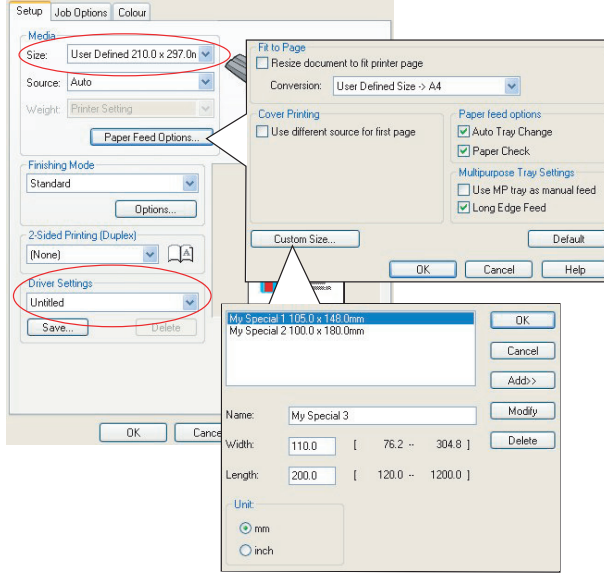 Setup Job Options Colour
Media
Size: User Defined 210.0 x 297.0n
Source: Auto
Weight: Printer Setting
Paper Feed Options...
Finishing Mode
Standard
Options...
2-Sided Printing (Duplex)
(None)
Driver Settings
Untitled
Save... Delete
OK Cance
Fit to Page
Resize document to fit printer page
Conversion: User Defined Size -> A4
Cover Printing
Use different source for first page
Paper feed options
Auto Tray Change
Paper Check
Multipurpose Tray Settings
Use MP tray as manual feed
Long Edge Feed
Custom Size... Default
OK Cancel Help
My Special 1 105.0 x 148.0mm
My Special 2 100.0 x 180.0mm
OK
Cancel
Add>>
Modify
Delete
Name: My Special 3
Width: 110.0 [ 76.2 -- 304.8 ]
Length: 200.0 [ 120.0 -- 1200.0 ]
Unit:
mm
inch